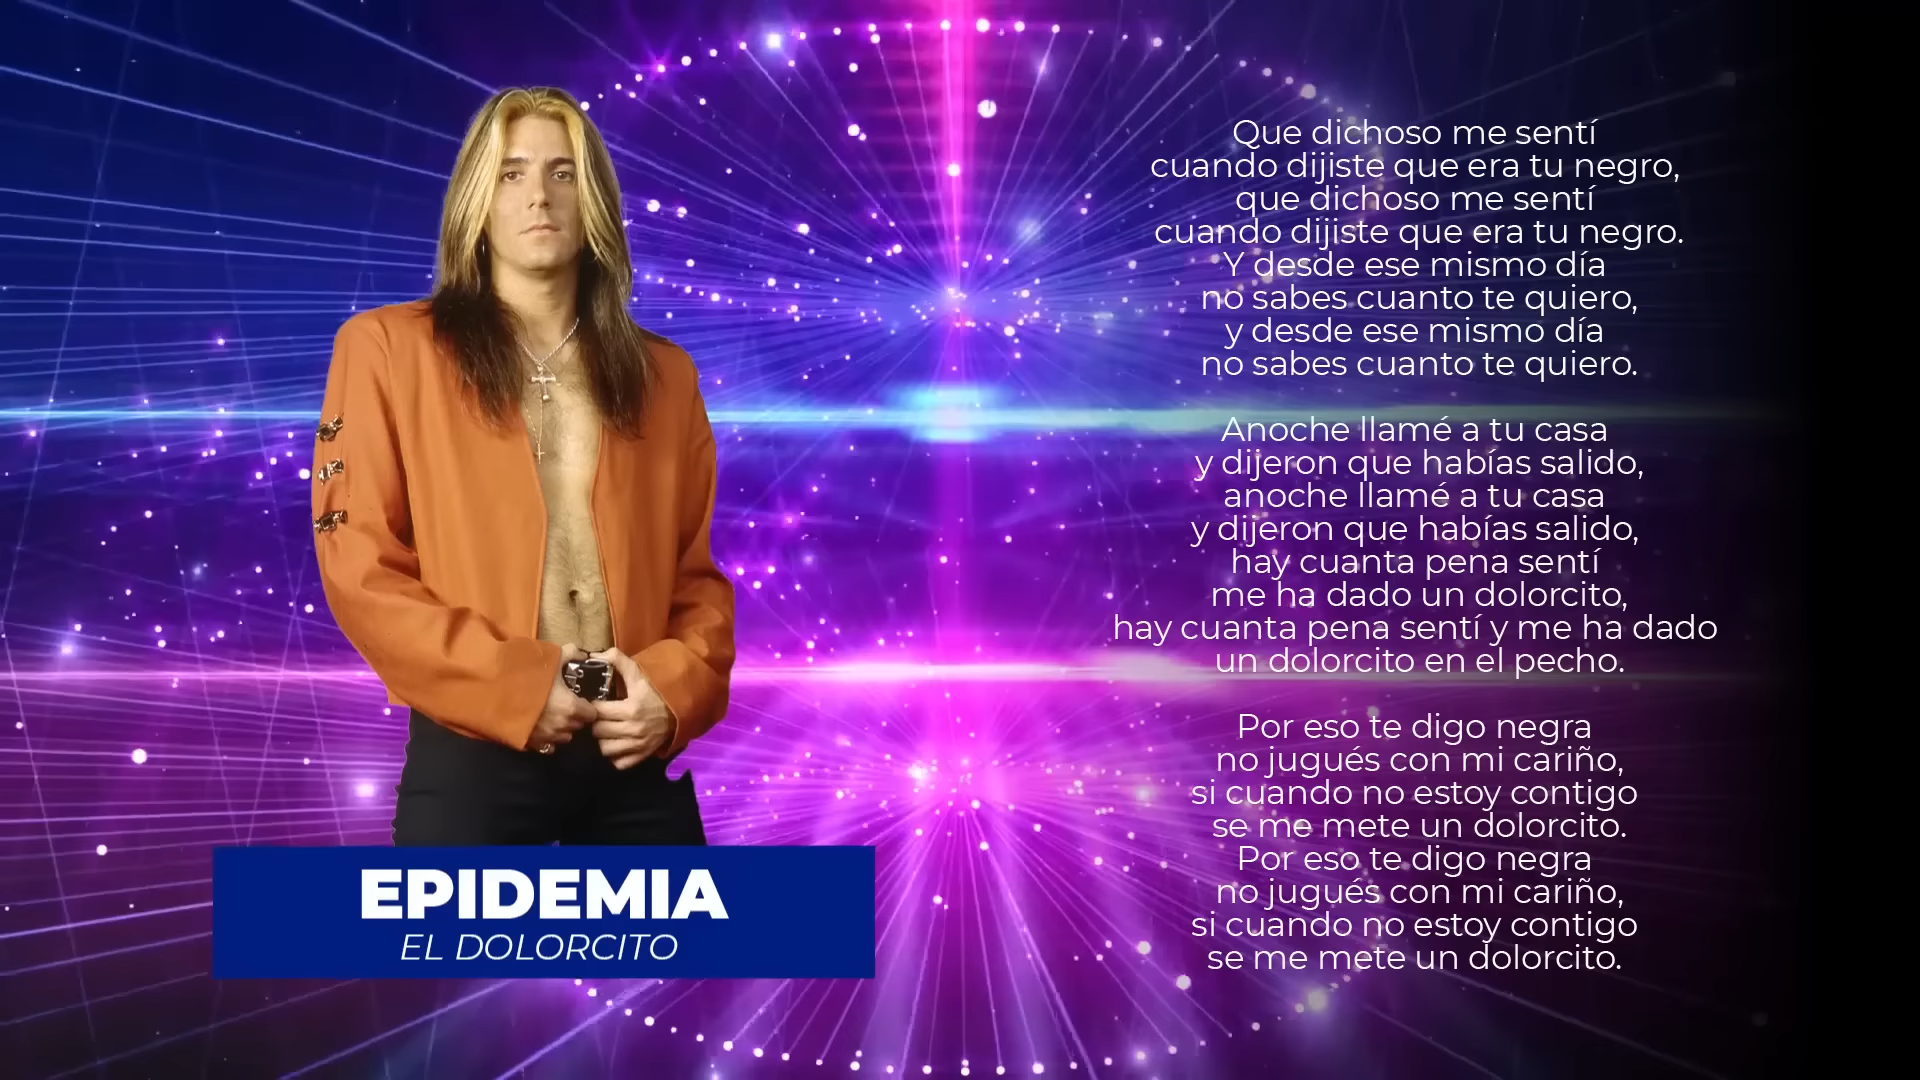 Que dichoso me sentí
cuando dijiste que era tu negro,
que dichoso me sentí
cuando dijiste que era tu negro.
Y desde ese mismo día
no sabes cuanto te quiero,
y desde ese mismo día
no sabes cuanto te quiero.
Anoche llamé a tu casa
y dijeron que habías salido,
anoche llamé a tu casa
y dijeron que habías salido,
hay cuanta pena sentí
me ha dado un dolorcito,
hay cuanta pena sentí y me ha dado
un dolorcito en el pecho.
Por eso te digo negra
no jugués con mi cariño,
si cuando no estoy contigo
se me mete un dolorcito.
Por eso te digo negra
no jugués con mi cariño,
si cuando no estoy contigo
se me mete un dolorcito.
EPIDEMIA
EL DOLORCITO